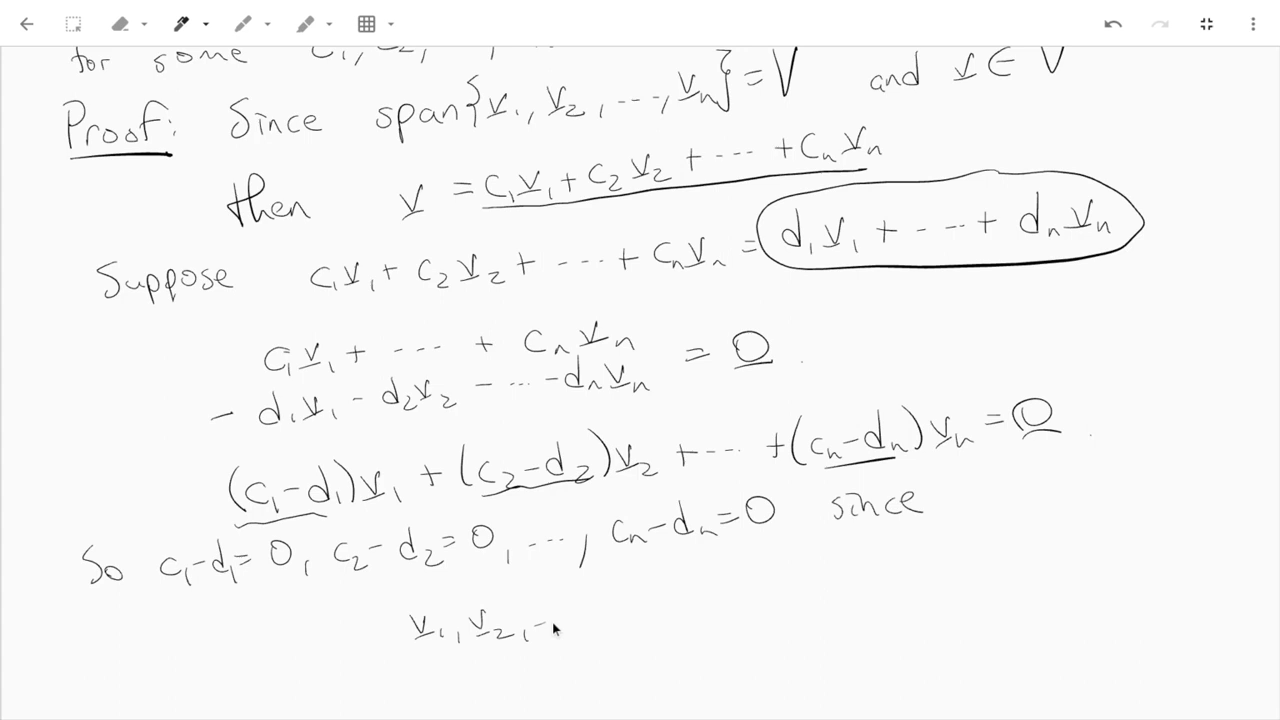 for some c₁, c₂,
Proof: Since span{v₁, v₂, ..., vₙ} = V and v ∈ V
then v = c₁v₁ + c₂v₂ + --- + cₙvₙ
Suppose c₁v₁ + c₂v₂ + --- + cₙvₙ = d₁v₁ + --- + dₙvₙ
c₁v₁ + --- + cₙvₙ
- d₁v₁ - d₂v₂ - ... - dₙvₙ = 0
(c₁-d₁)v₁ + (c₂-d₂)v₂ + --- + (cₙ-dₙ)vₙ = 0
So c₁-d₁ = 0, c₂-d₂ = 0, ---, cₙ-dₙ = 0 since
v₁, v₂, -